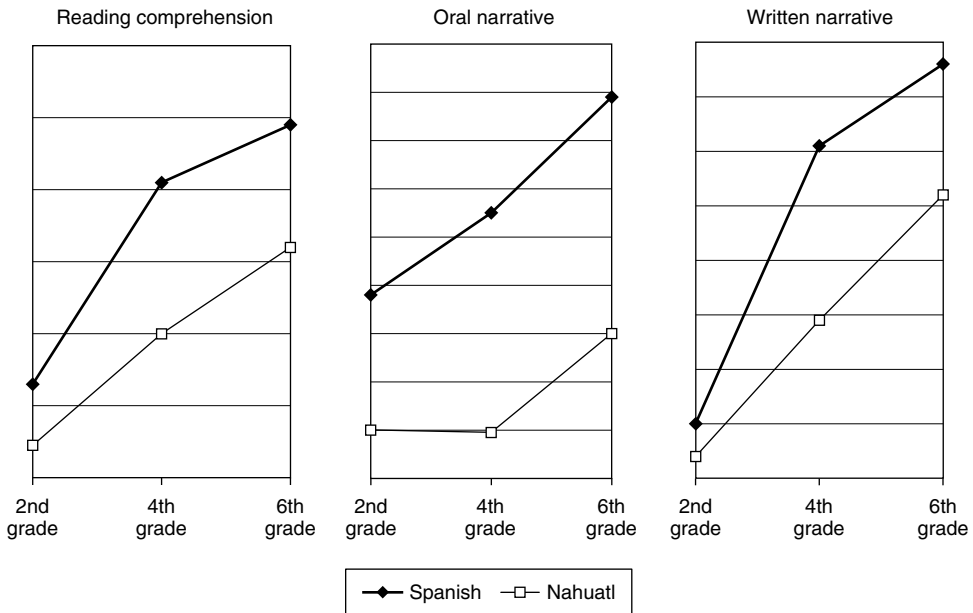 Reading comprehension
Oral narrative
Written narrative
2nd grade
4th grade
6th grade
2nd grade
4th grade
6th grade
2nd grade
4th grade
6th grade
Spanish
Nahuatl